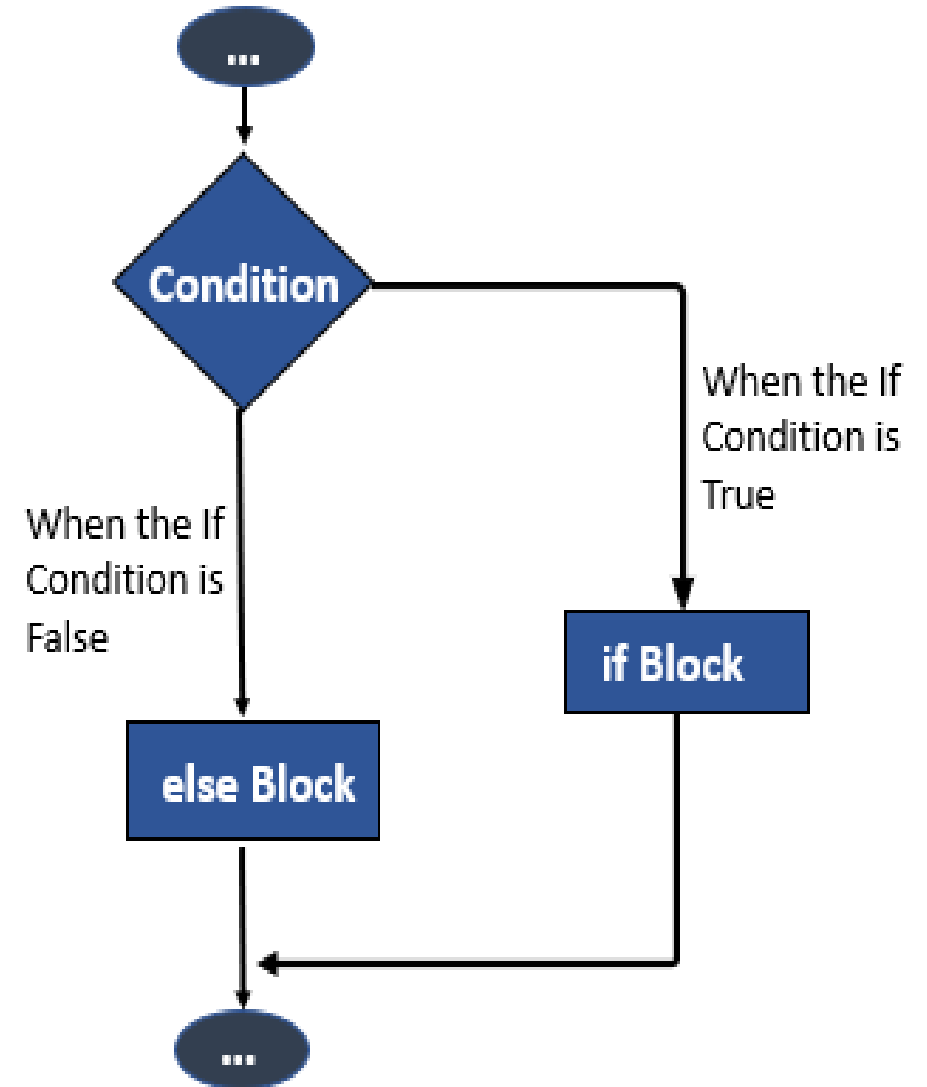 ...
Condition
When the If
Condition is
True
When the If
Condition is
False
if Block
else Block
...